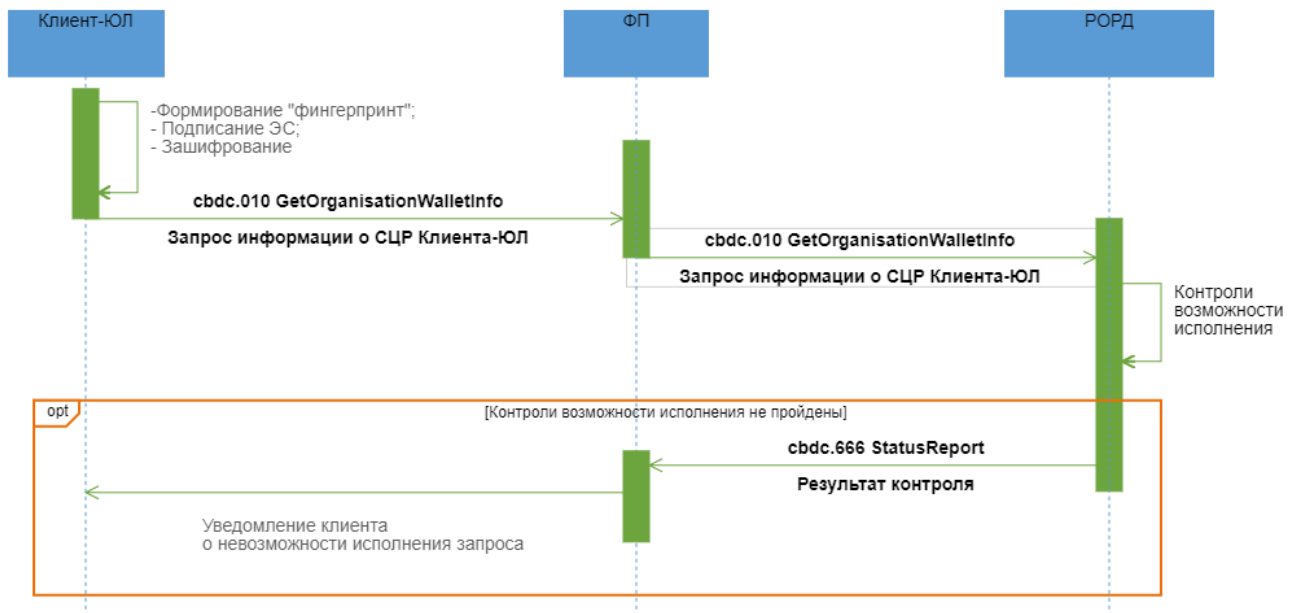 Клиент-ЮЛ
ФП
РОРД
-Формирование "фингерпринт";
- Подписание ЭС;
- Зашифрование
cbdc.010 GetOrganisationWalletInfo
Запрос информации о СЦР Клиента-ЮЛ
cbdc.010 GetOrganisationWalletInfo
Запрос информации о СЦР Клиента-ЮЛ
Контроли
возможности
исполнения
opt
[Контроли возможности исполнения не пройдены]
cbdc.666 StatusReport
Результат контроля
Уведомление клиента
о невозможности исполнения запроса